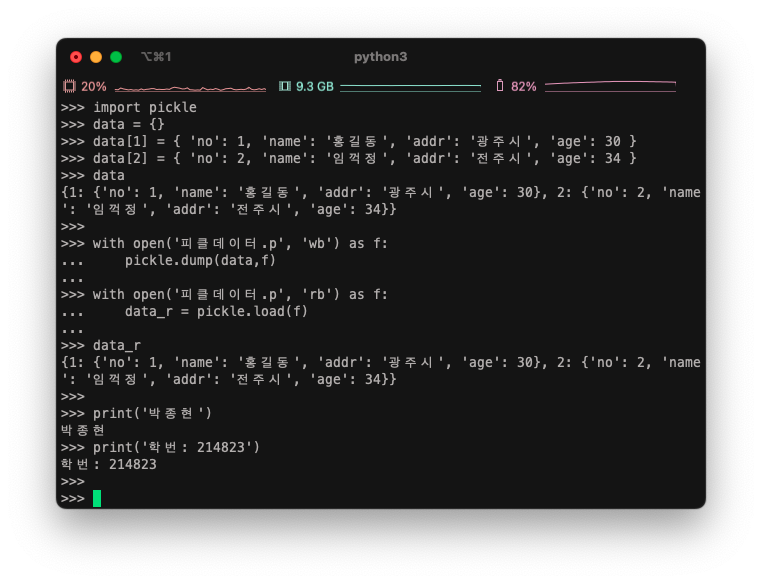 ⌥⌘1 python3
20% 9.3 GB 82%
>>> import pickle
>>> data = {}
>>> data[1] = { 'no': 1, 'name': '홍길동', 'addr': '광주시', 'age': 30 }
>>> data[2] = { 'no': 2, 'name': '임꺽정', 'addr': '전주시', 'age': 34 }
>>> data
{1: {'no': 1, 'name': '홍길동', 'addr': '광주시', 'age': 30}, 2: {'no': 2, 'name
': '임꺽정', 'addr': '전주시', 'age': 34}}
>>>
>>> with open('피클데이터.p', 'wb') as f:
...     pickle.dump(data,f)
...
>>> with open('피클데이터.p', 'rb') as f:
...     data_r = pickle.load(f)
...
>>> data_r
{1: {'no': 1, 'name': '홍길동', 'addr': '광주시', 'age': 30}, 2: {'no': 2, 'name
': '임꺽정', 'addr': '전주시', 'age': 34}}
>>>
>>> print('박종현')
박종현
>>> print('학번: 214823')
학번: 214823
>>>
>>>